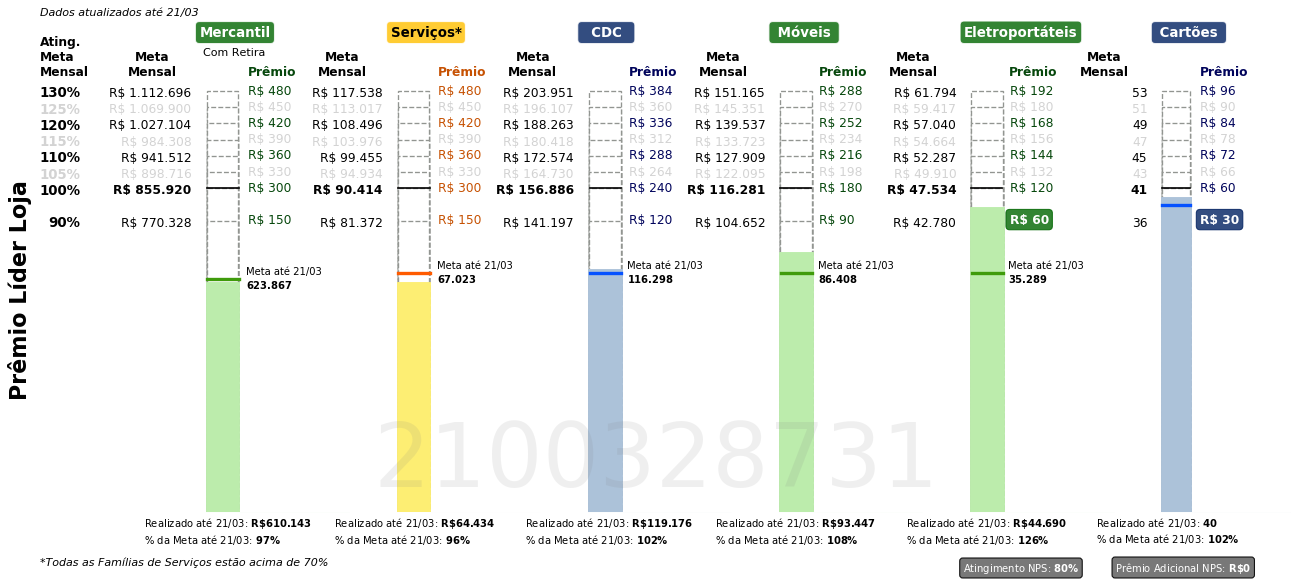 Dados atualizados até 21/03
Mercantil Serviços* CDC Móveis Eletroportáteis Cartões
Com Retira
Ating. Meta Mensal
Meta Mensal Prêmio Meta Mensal Prêmio Meta Mensal Prêmio Meta Mensal Prêmio Meta Mensal Prêmio Meta Mensal Prêmio
130% R$ 1.112.696 R$ 480 R$ 117.538 R$ 480 R$ 203.951 R$ 384 R$ 151.165 R$ 288 R$ 61.794 R$ 192 53 R$ 96
125% R$ 1.069.900 R$ 450 R$ 113.017 R$ 450 R$ 196.107 R$ 360 R$ 145.351 R$ 270 R$ 59.417 R$ 180 51 R$ 90
120% R$ 1.027.104 R$ 420 R$ 108.496 R$ 420 R$ 188.263 R$ 336 R$ 139.537 R$ 252 R$ 57.040 R$ 168 49 R$ 84
115% R$ 984.308 R$ 390 R$ 103.976 R$ 390 R$ 180.418 R$ 312 R$ 133.723 R$ 234 R$ 54.664 R$ 156 47 R$ 78
110% R$ 941.512 R$ 360 R$ 99.455 R$ 360 R$ 172.574 R$ 288 R$ 127.909 R$ 216 R$ 52.287 R$ 144 45 R$ 72
105% R$ 898.716 R$ 330 R$ 94.934 R$ 330 R$ 164.730 R$ 264 R$ 122.095 R$ 198 R$ 49.910 R$ 132 43 R$ 66
100% R$ 855.920 R$ 300 R$ 90.414 R$ 300 R$ 156.886 R$ 240 R$ 116.281 R$ 180 R$ 47.534 R$ 120 41 R$ 60
90% R$ 770.328 R$ 150 R$ 81.372 R$ 150 R$ 141.197 R$ 120 R$ 104.652 R$ 90 R$ 42.780 R$ 60 36 R$ 30
Meta até 21/03 Meta até 21/03 Meta até 21/03 Meta até 21/03 Meta até 21/03
623.867 67.023 116.298 86.408 35.289
Prêmio Líder Loja
2100328731
Realizado até 21/03: R$610.143 Realizado até 21/03: R$64.434 Realizado até 21/03: R$119.176 Realizado até 21/03: R$93.447 Realizado até 21/03: R$44.690 Realizado até 21/03: 40
% da Meta até 21/03: 97% % da Meta até 21/03: 96% % da Meta até 21/03: 102% % da Meta até 21/03: 108% % da Meta até 21/03: 126% % da Meta até 21/03: 102%
*Todas as Famílias de Serviços estão acima de 70% Atingimento NPS: 80% Prêmio Adicional NPS: R$0